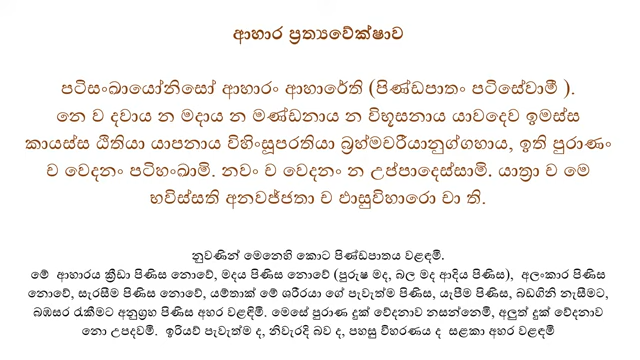 ආහාර ප්‍රත්‍යවේක්ෂාව
පටිසංඛායෝනිසෝ ආහාරං ආහාරේති (පිණ්ඩපාතං පටිසේවාමී ).
නෙ ව දවාය න මදාය න මණ්ඩනාය න විභූසනාය යාවදෙව ඉමස්ස
කායස්ස ඨිතියා යාපනාය විහිංසූපරතියා බ්‍රහ්මචරියානුග්ගහාය, ඉති පුරාණං
ච වෙදනං පටිහංඛාමි. නවං ච වෙදනං න උප්පාදෙස්සාමි. යාත්‍රා ච මෙ
භවිස්සති අනවජ්ජතා ච ඵාසුවිහාරො චා ති.
නුවණින් මෙනෙහි කොට පිණ්ඩපාතය වළඳමී.
මේ ආහාරය ක්‍රීඩා පිණිස නොවේ, මදය පිණිස නොවේ (පුරුෂ මද, බල මද ආදිය පිණිස), අලංකාර පිණිස
නොවේ, සැරසීම පිණිස නොවේ, යම්තාක් මේ ශරීරයා ගේ පැවැත්ම පිණිස, යැපීම පිණිස, බඩගිනි නැසීමට,
බඹසර රැකීමට අනුග්‍රහ පිණිස අහර වළඳිමී. මෙසේ පුරාණ දුක් වේදනාව නසන්නෙමී, අලුත් දුක් වේදනාව
නො උපදවමී. ඉරියව් පැවැත්ම ද, නිවැරදි බව ද, පහසු විහරණය ද සළකා අහර වළඳමී